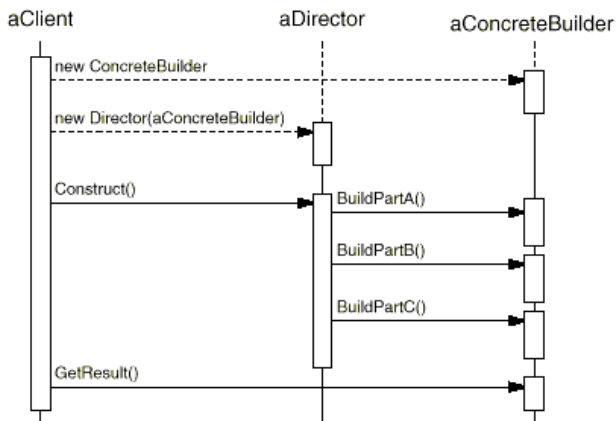 aClient
aDirector
aConcreteBuilder
new ConcreteBuilder
new Director(aConcreteBuilder)
Construct()
BuildPartA()
BuildPartB()
BuildPartC()
GetResult()